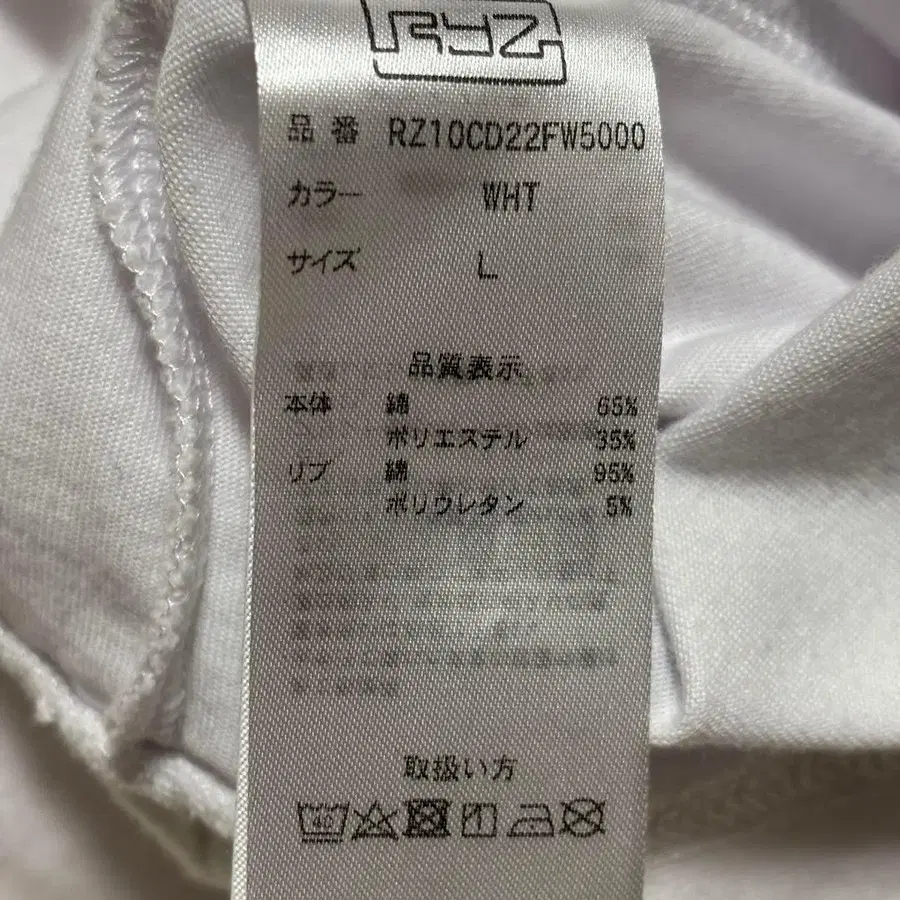 RYZ
品番 RZ10CD22FW5000
カラー WHT
サイズ L
品質表示
本体 綿 65%
ポリエステル 35%
リブ 綿 95%
ポリウレタン 5%
取扱い方
40